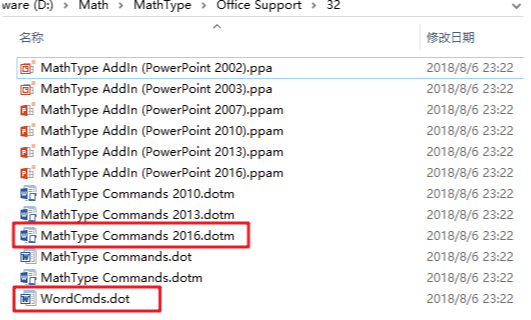 ware (D:) > Math > MathType > Office Support > 32
名称 修改日期
MathType AddIn (PowerPoint 2002).ppa 2018/8/6 23:22
MathType AddIn (PowerPoint 2003).ppa 2018/8/6 23:22
MathType AddIn (PowerPoint 2007).ppam 2018/8/6 23:22
MathType AddIn (PowerPoint 2010).ppam 2018/8/6 23:22
MathType AddIn (PowerPoint 2013).ppam 2018/8/6 23:22
MathType AddIn (PowerPoint 2016).ppam 2018/8/6 23:22
MathType Commands 2010.dotm 2018/8/6 23:22
MathType Commands 2013.dotm 2018/8/6 23:22
MathType Commands 2016.dotm 2018/8/6 23:22
MathType Commands.dot 2018/8/6 23:22
MathType Commands.dotm 2018/8/6 23:22
WordCmds.dot 2018/8/6 23:22